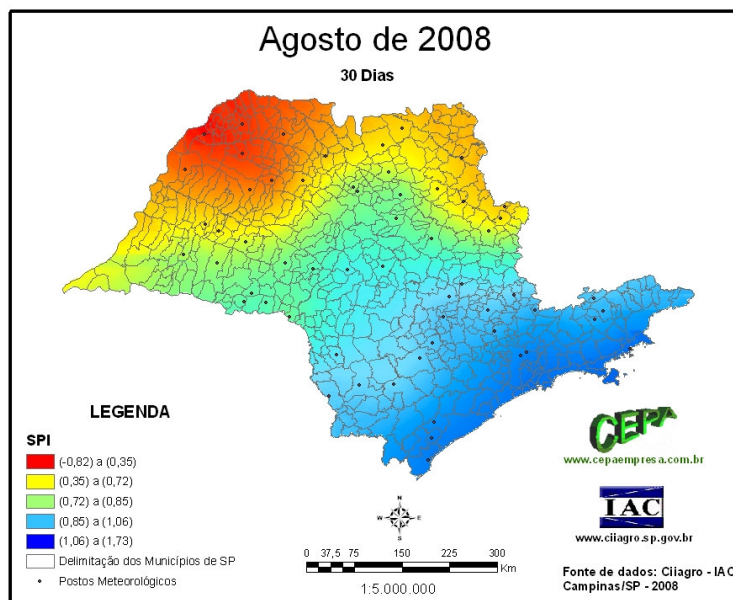 Agosto de 2008
30 Dias
LEGENDA
SPI
(-0,82) a (0,35)
(0,35) a (0,72)
(0,72) a (0,85)
(0,85) a (1,06)
(1,06) a (1,73)
Delimitação dos Municípios de SP
Postos Meteorológicos
N
W E
S
0 37,5 75 150 225 300
Km
1:5.000.000
CEPA
www.cepaempresa.com.br
IAC
www.ciiagro.sp.gov.br
Fonte de dados: Ciiagro - IAC
Campinas/SP - 2008